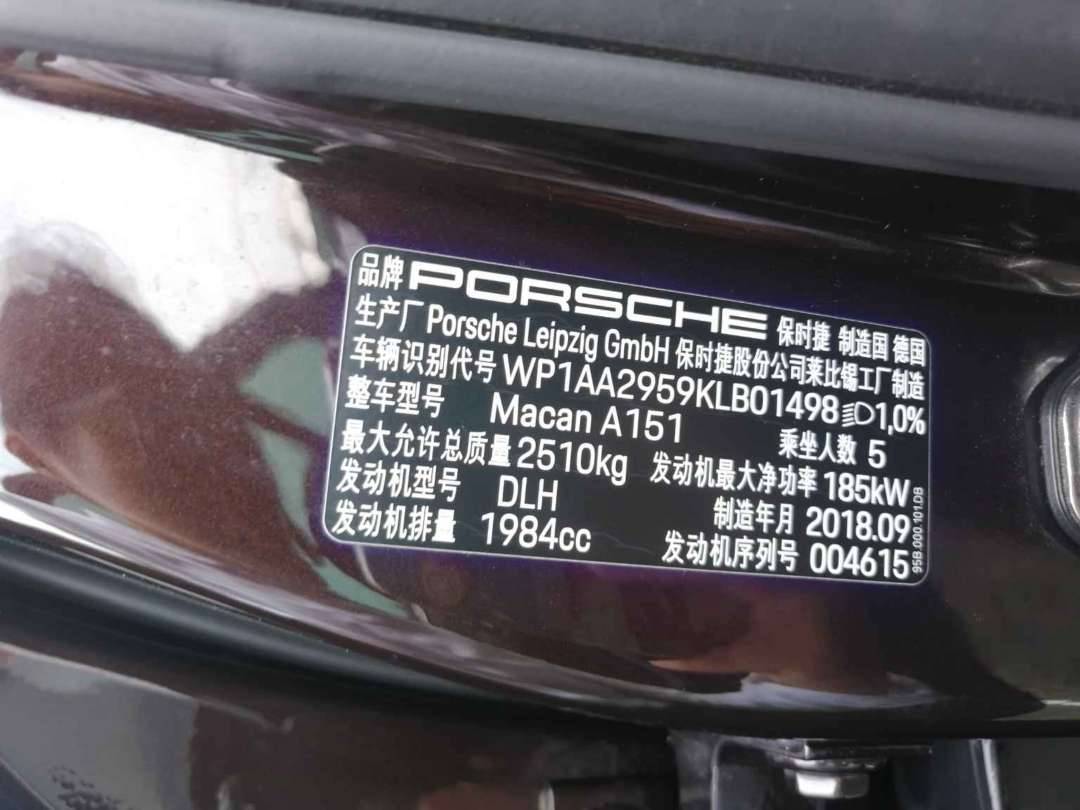 品牌 PORSCHE 保时捷 制造国 德国
生产厂 Porsche Leipzig GmbH 保时捷股份公司莱比锡工厂制造
车辆识别代号 WP1AA2959KLB01498 1,0%
整车型号 Macan A151 乘坐人数 5
最大允许总质量 2510kg 发动机最大净功率 185kW
发动机型号 DLH 制造年月 2018.09
发动机排量 1984cc 发动机序列号 004615
95B.000.101.DB